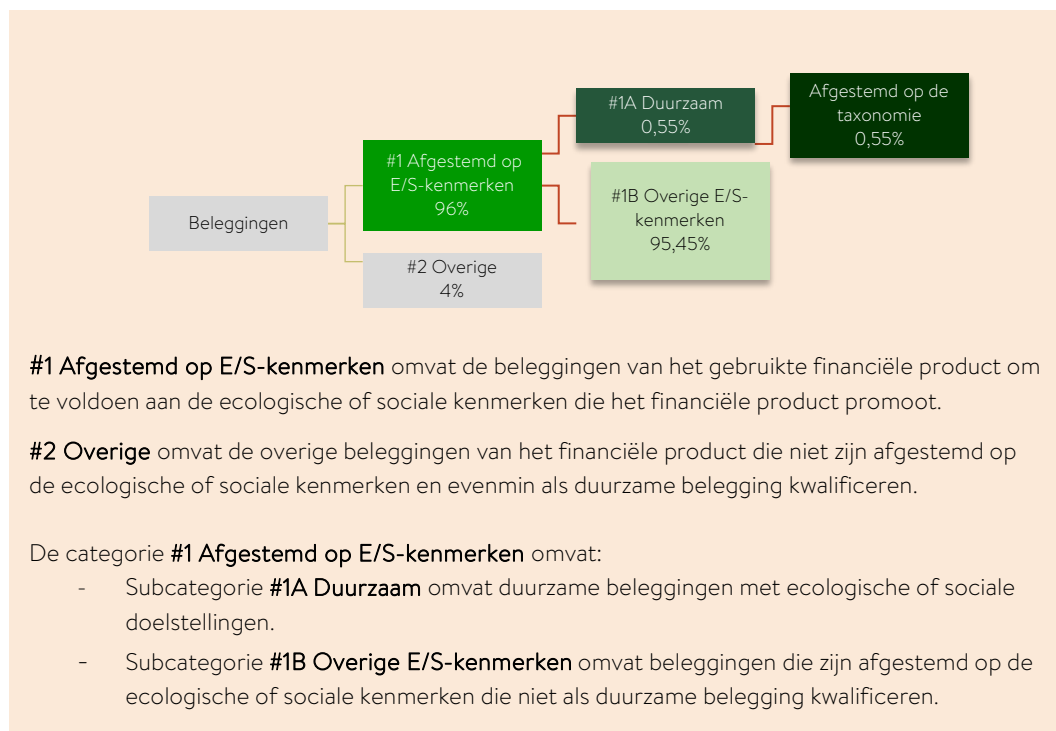 Beleggingen
#1 Afgestemd op
E/S-kenmerken
96%
#2 Overige
4%
#1A Duurzaam
0,55%
#1B Overige E/S-
kenmerken
95,45%
Afgestemd op de
taxonomie
0,55%
#1 Afgestemd op E/S-kenmerken omvat de beleggingen van het gebruikte financiële product om
te voldoen aan de ecologische of sociale kenmerken die het financiële product promoot.
#2 Overige omvat de overige beleggingen van het financiële product die niet zijn afgestemd op
de ecologische of sociale kenmerken en evenmin als duurzame belegging kwalificeren.
De categorie #1 Afgestemd op E/S-kenmerken omvat:
- Subcategorie #1A Duurzaam omvat duurzame beleggingen met ecologische of sociale
doelstellingen.
- Subcategorie #1B Overige E/S-kenmerken omvat beleggingen die zijn afgestemd op de
ecologische of sociale kenmerken die niet als duurzame belegging kwalificeren.